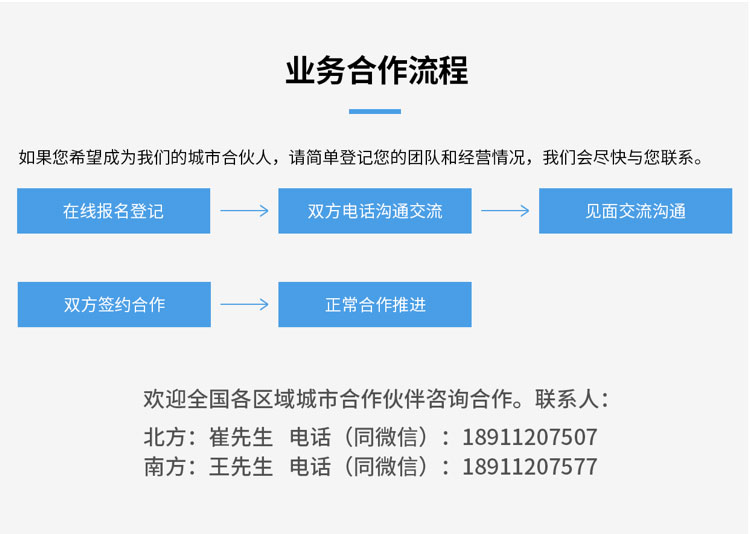 业务合作流程
如果您希望成为我们的城市合伙人，请简单登记您的团队和经营情况，我们会尽快与您联系。
在线报名登记
双方电话沟通交流
见面交流沟通
双方签约合作
正常合作推进
欢迎全国各区域城市合作伙伴咨询合作。联系人：
北方：崔先生 电话（同微信）：18911207507
南方：王先生 电话（同微信）：18911207577